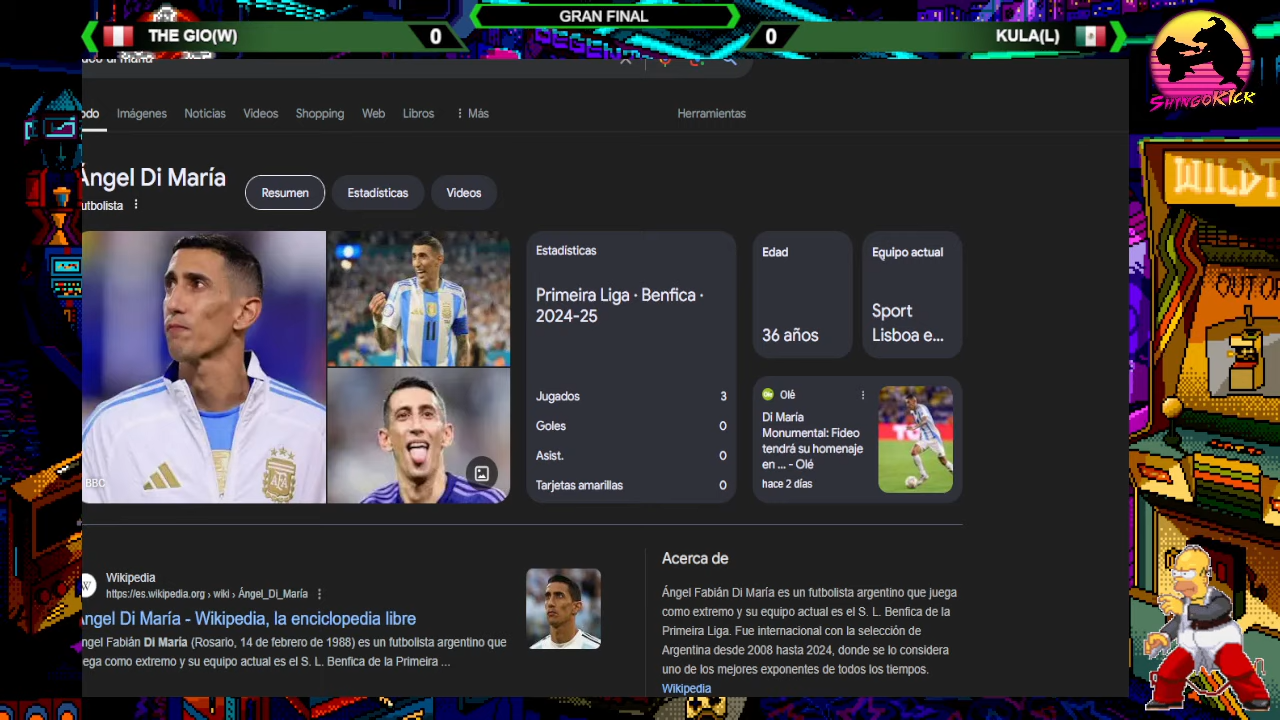 GRAN FINAL
THE GIO(W) 0
0 KULA(L)
SHINGOKICK
Imágenes Noticias Videos Shopping Web Libros Más Herramientas
Ángel Di María
utbolista
Resumen Estadísticas Videos
Estadísticas
Primeira Liga · Benfica ·
2024-25
Jugados 3
Goles 0
Asist. 0
Tarjetas amarillas 0
Edad
36 años
Equipo actual
Sport
Lisboa e...
Olé
Di María
Monumental: Fideo
tendrá su homenaje
en ... - Olé
hace 2 días
BBC
AFA
11
WILDT
Wikipedia
https://es.wikipedia.org › wiki › Ángel_Di_María
Ángel Di María - Wikipedia, la enciclopedia libre
ngel Fabián Di María (Rosario, 14 de febrero de 1988) es un futbolista argentino que
ega como extremo y su equipo actual es el S. L. Benfica de la Primeira ...
Acerca de
Ángel Fabián Di María es un futbolista argentino que juega
como extremo y su equipo actual es el S. L. Benfica de la
Primeira Liga. Fue internacional con la selección de
Argentina desde 2008 hasta 2024, donde se lo considera
uno de los mejores exponentes de todos los tiempos.
Wikipedia